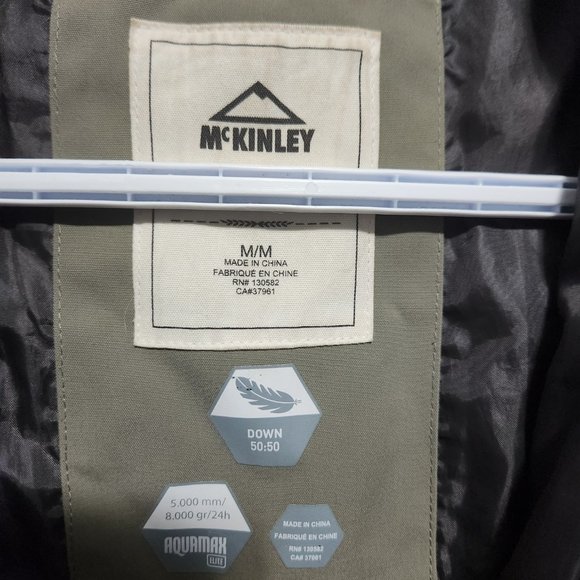 McKINLEY
M/M
MADE IN CHINA
FABRIQUÉ EN CHINE
RN# 130582
CA#37961
DOWN
50:50
5.000 mm/
8.000 gr/24h
AQUAMAX
ELITE
MADE IN CHINA
FABRIQUÉ EN CHINE
RN# 130582
CA# 37961